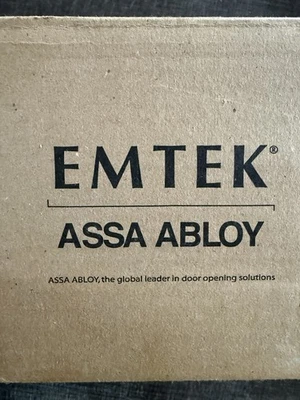 EMTEK®
ASSA ABLOY
ASSA ABLOY, the global leader in door opening solutions